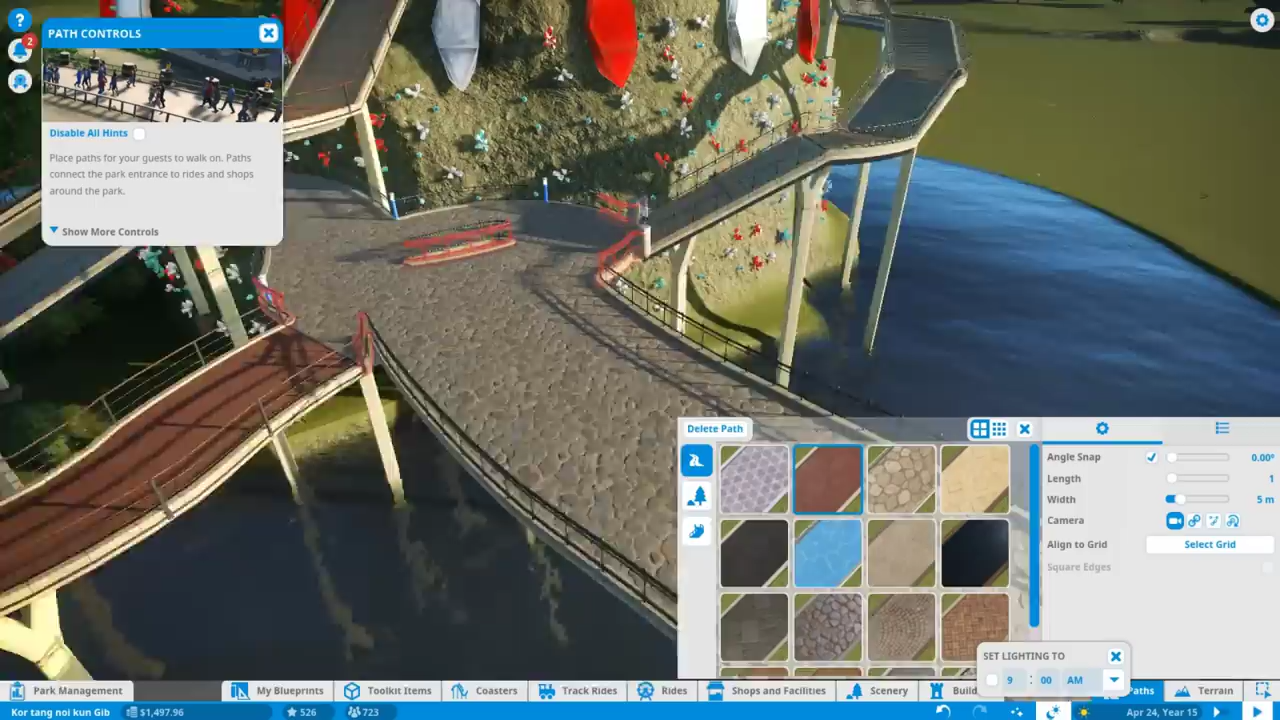 ?
2
PATH CONTROLS
Disable All Hints
Place paths for your guests to walk on. Paths
connect the park entrance to rides and shops
around the park.
Show More Controls
Delete Path
Angle Snap
0.00°
Length
1
Width
5 m
Camera
Align to Grid
Select Grid
Square Edges
SET LIGHTING TO
9 : 00 AM
Park Management
My Blueprints
Toolkit Items
Coasters
Track Rides
Rides
Shops and Facilities
Scenery
Build
Paths
Terrain
Kor tang noi kun Gib
$1,497.96
526
723
Apr 24, Year 15